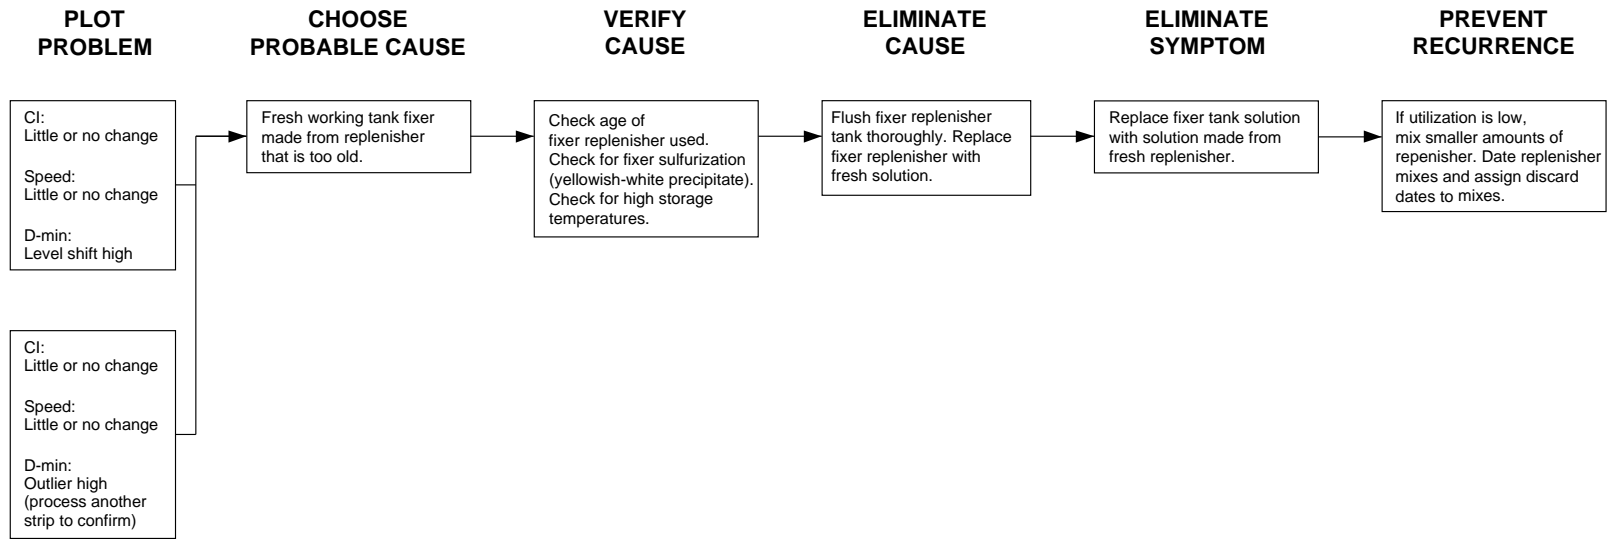 PLOT
PROBLEM
CHOOSE
PROBABLE CAUSE
VERIFY
CAUSE
ELIMINATE
CAUSE
ELIMINATE
SYMPTOM
PREVENT
RECURRENCE
CI:
Little or no change
Speed:
Little or no change
D-min:
Level shift high
CI:
Little or no change
Speed:
Little or no change
D-min:
Outlier high
(process another
strip to confirm)
Fresh working tank fixer
made from replenisher
that is too old.
Check age of
fixer replenisher used.
Check for fixer sulfurization
(yellowish-white precipitate).
Check for high storage
temperatures.
Flush fixer replenisher
tank thoroughly. Replace
fixer replenisher with
fresh solution.
Replace fixer tank solution
with solution made from
fresh replenisher.
If utilization is low,
mix smaller amounts of
repenisher. Date replenisher
mixes and assign discard
dates to mixes.